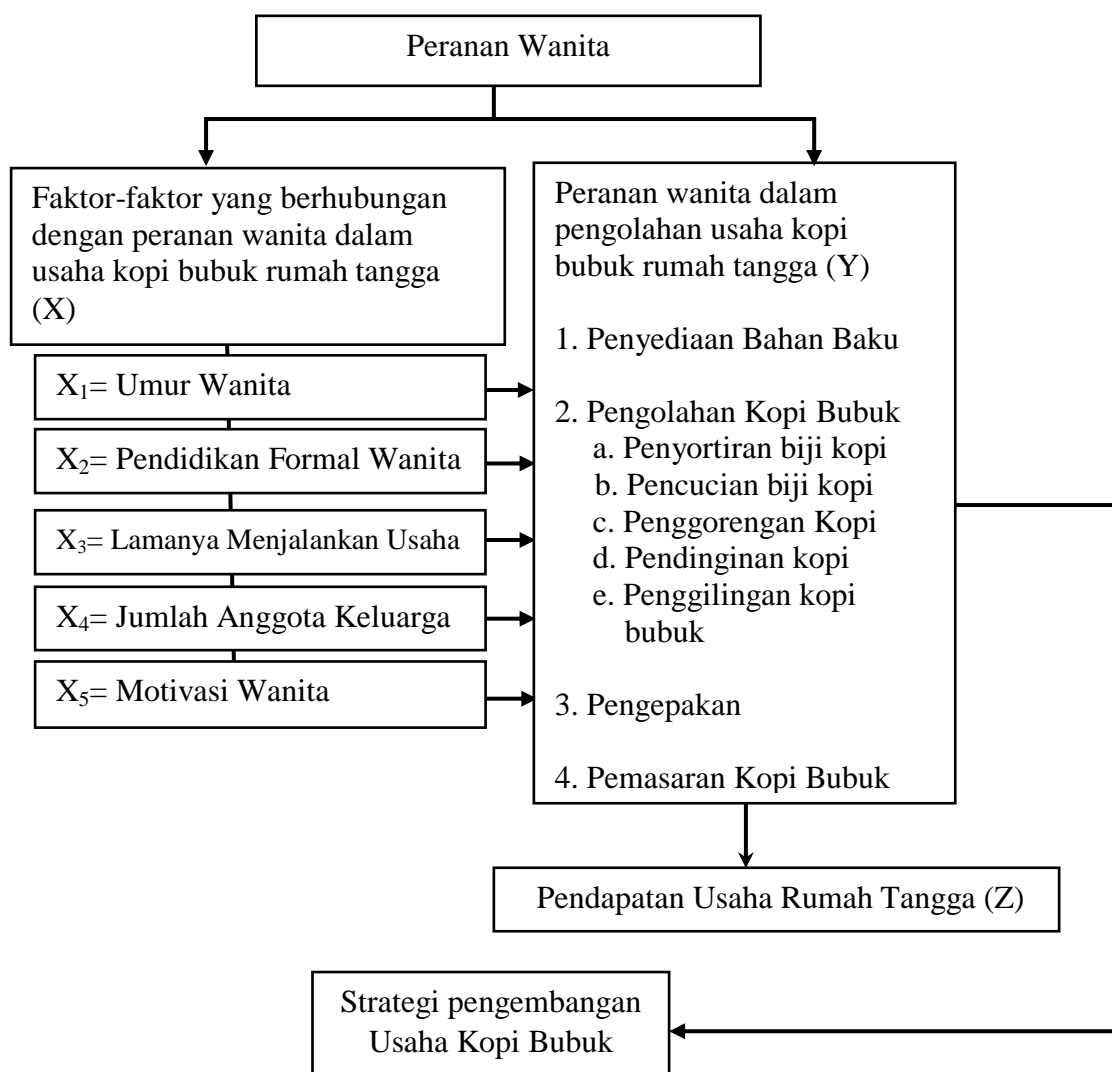 Peranan Wanita
Faktor-faktor yang berhubungan
dengan peranan wanita dalam
usaha kopi bubuk rumah tangga
(X)
X₁= Umur Wanita
X₂= Pendidikan Formal Wanita
X₃= Lamanya Menjalankan Usaha
X₄= Jumlah Anggota Keluarga
X₅= Motivasi Wanita
Peranan wanita dalam
pengolahan usaha kopi
bubuk rumah tangga (Y)
1. Penyediaan Bahan Baku
2. Pengolahan Kopi Bubuk
a. Penyortiran biji kopi
b. Pencucian biji kopi
c. Penggorengan Kopi
d. Pendinginan kopi
e. Penggilingan kopi
bubuk
3. Pengepakan
4. Pemasaran Kopi Bubuk
Pendapatan Usaha Rumah Tangga (Z)
Strategi pengembangan
Usaha Kopi Bubuk